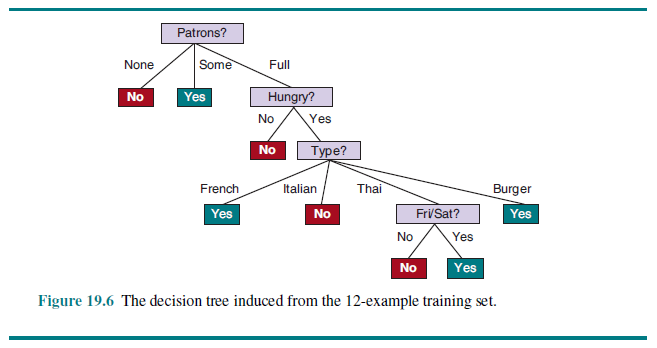 Patrons?
None Some Full
No Yes Hungry?
No Yes
No Type?
French Italian Thai Burger
Yes No Fri/Sat? Yes
No Yes
No Yes
Figure 19.6 The decision tree induced from the 12-example training set.